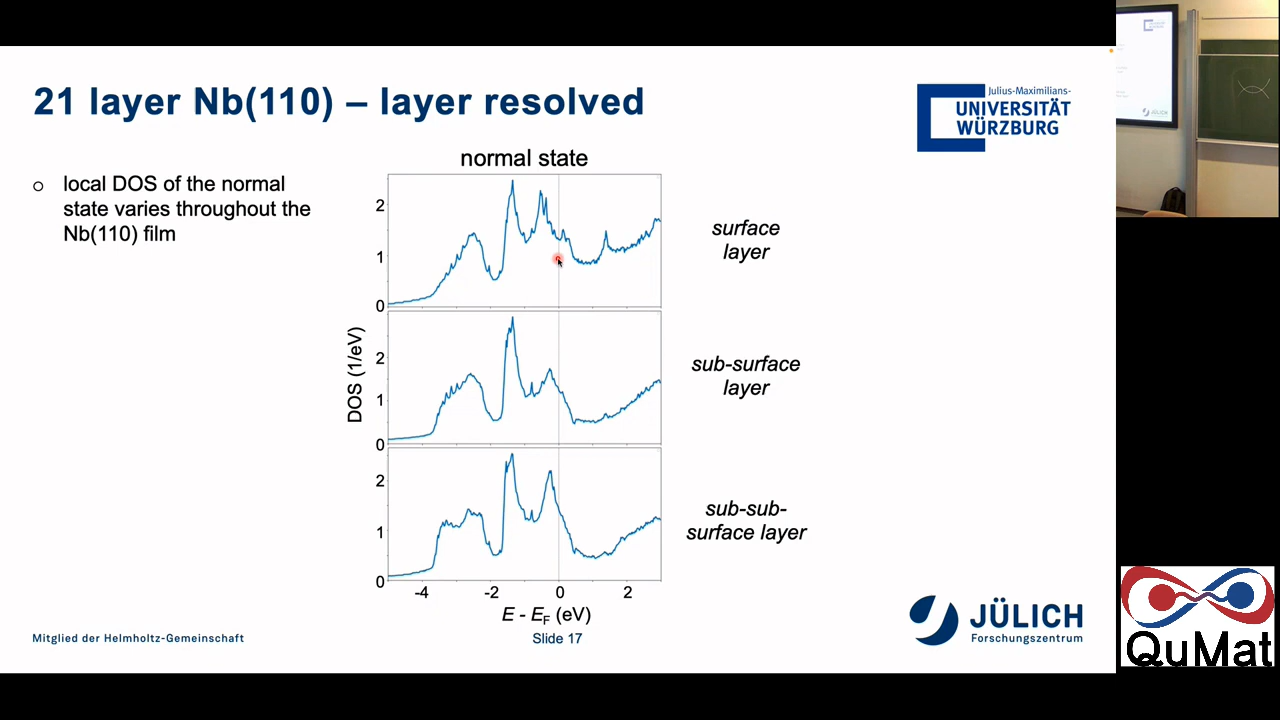 21 layer Nb(110) – layer resolved
Julius-Maximilians-
UNIVERSITÄT
WÜRZBURG
local DOS of the normal
state varies throughout the
Nb(110) film
normal state
2
1
0
surface
layer
2
1
0
sub-surface
layer
2
1
0
sub-sub-
surface layer
DOS (1/eV)
-4 -2 0 2
E - EF (eV)
Mitglied der Helmholtz-Gemeinschaft
Slide 17
JÜLICH
Forschungszentrum
QuMat